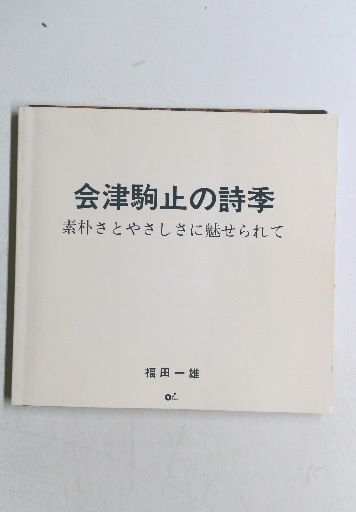 会津駒止の詩季
素朴さとやさしさに魅せられて
福田一雄